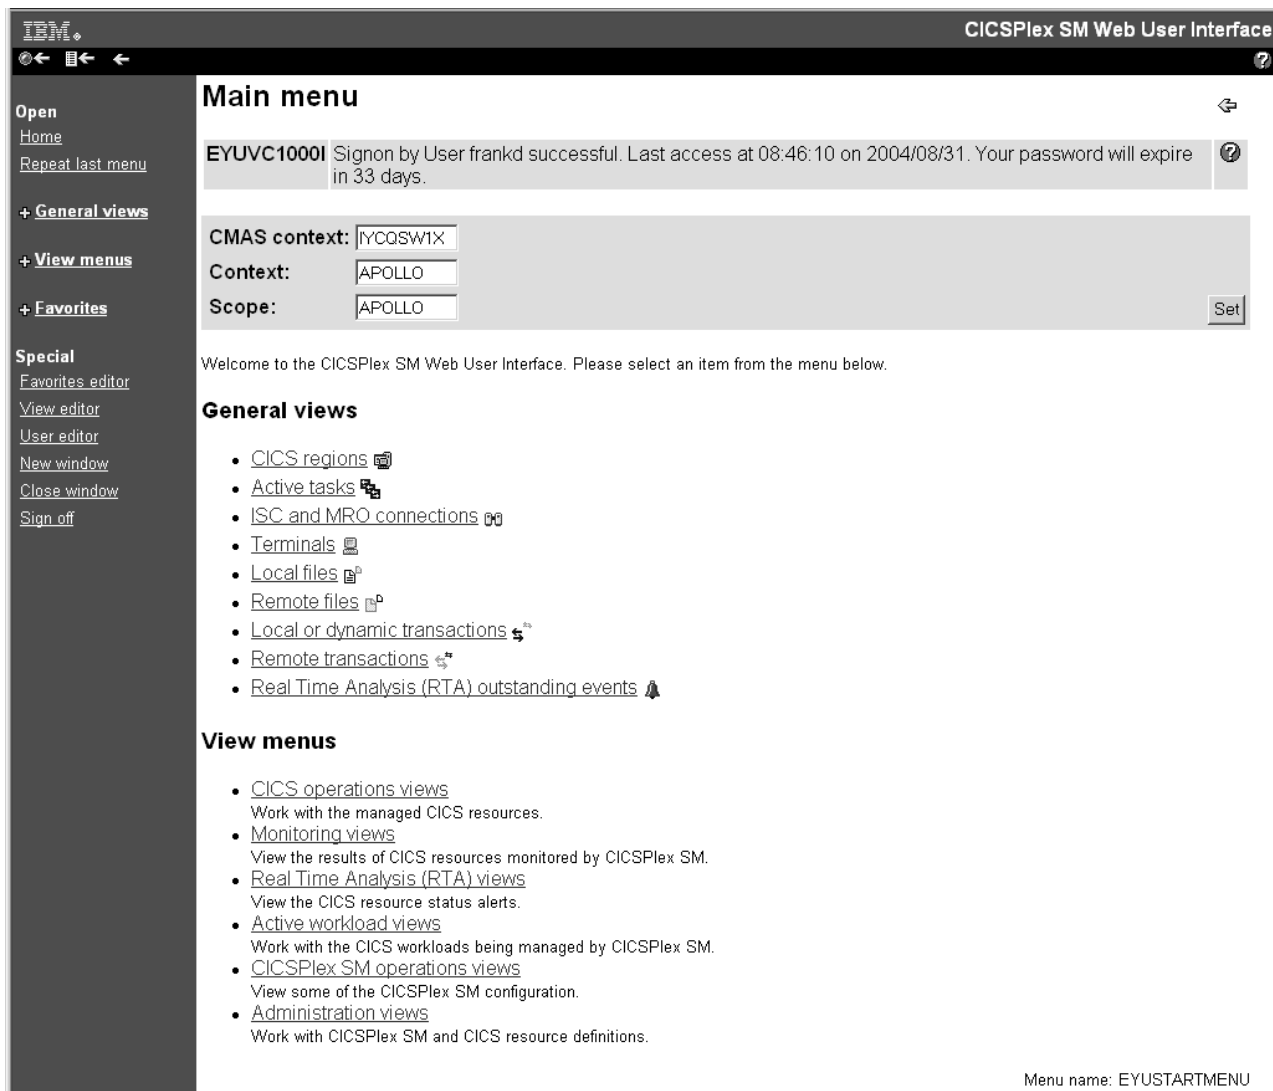 IBM.
CICSPlex SM Web User Interface
Open
Home
Repeat last menu
General views
View menus
Favorites
Special
Favorites editor
View editor
User editor
New window
Close window
Sign off
Main menu
EYUVC1000I Signon by User frankd successful. Last access at 08:46:10 on 2004/08/31. Your password will expire
in 33 days.
CMAS context: IYCQSW1X
Context: APOLLO
Scope: APOLLO
Set
Welcome to the CICSPlex SM Web User Interface. Please select an item from the menu below.
General views
CICS regions
Active tasks
ISC and MRO connections
Terminals
Local files
Remote files
Local or dynamic transactions
Remote transactions
Real Time Analysis (RTA) outstanding events
View menus
CICS operations views
Work with the managed CICS resources.
Monitoring views
View the results of CICS resources monitored by CICSPlex SM.
Real Time Analysis (RTA) views
View the CICS resource status alerts.
Active workload views
Work with the CICS workloads being managed by CICSPlex SM.
CICSPlex SM operations views
View some of the CICSPlex SM configuration.
Administration views
Work with CICSPlex SM and CICS resource definitions.
Menu name: EYUSTARTMENU